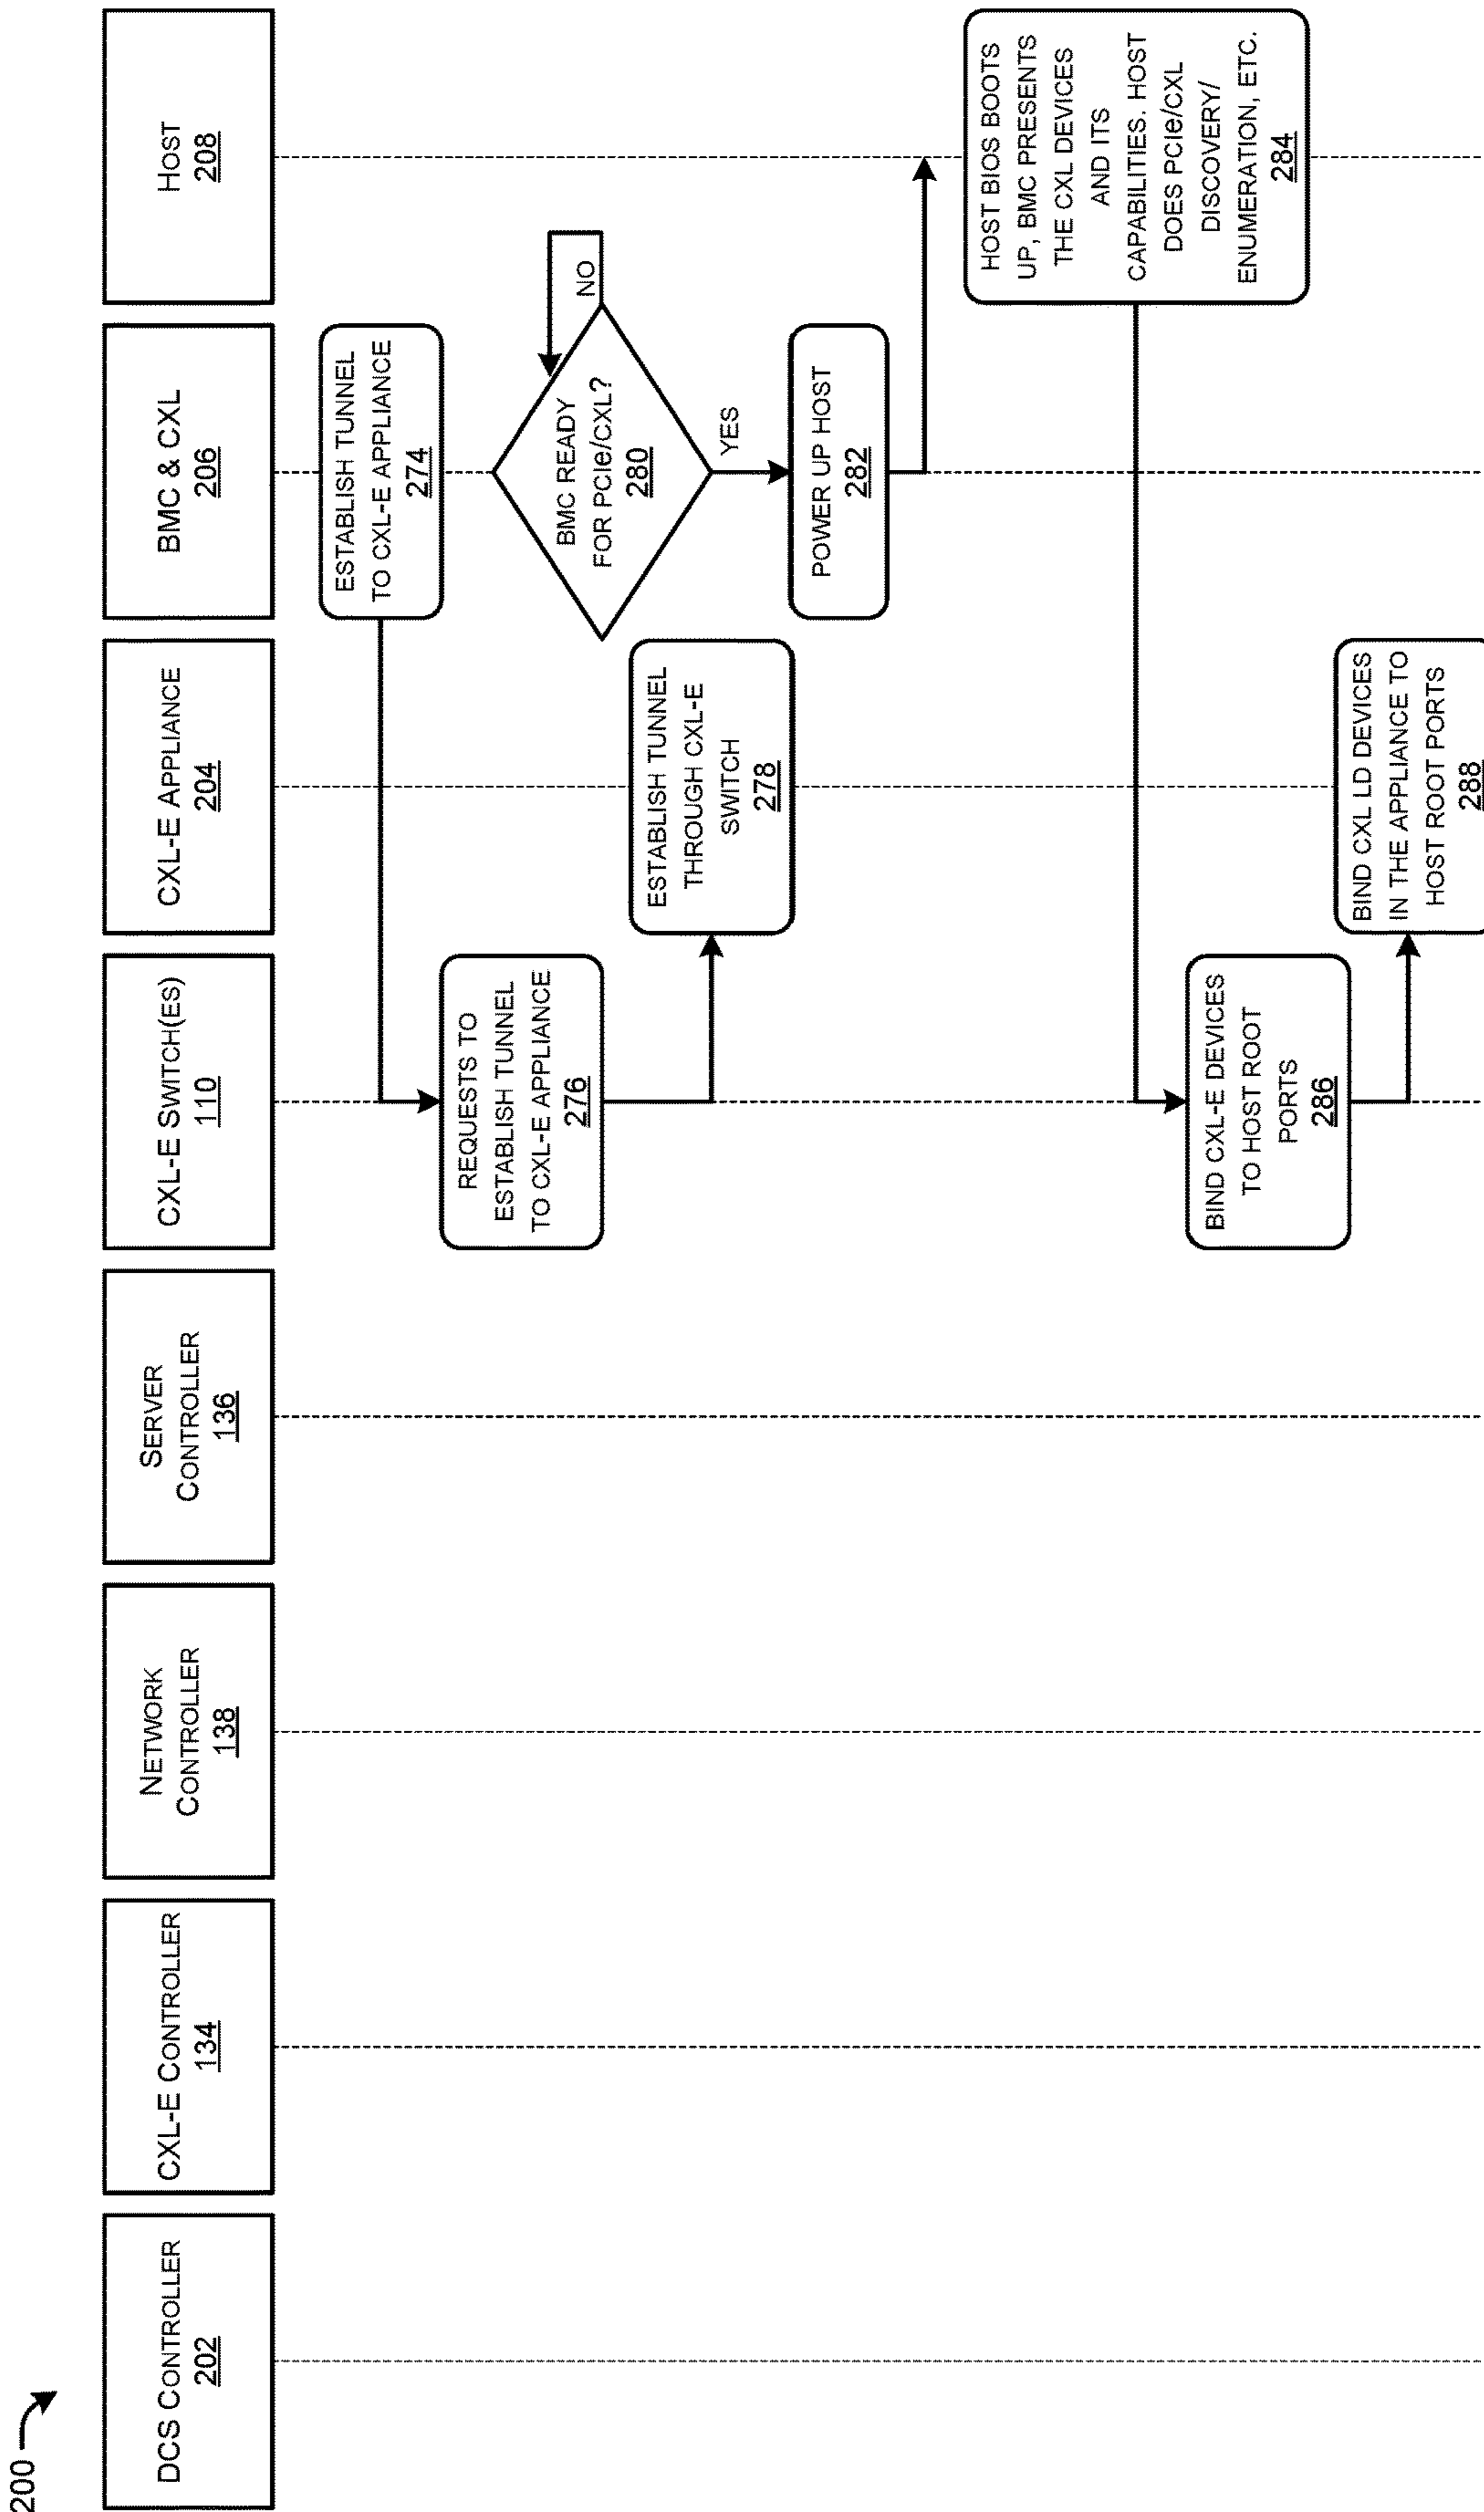 200
DCS CONTROLLER
202
CXL-E CONTROLLER
134
NETWORK
CONTROLLER
138
SERVER
CONTROLLER
136
CXL-E SWITCH(ES)
110
CXL-E APPLIANCE
204
BMC & CXL
206
HOST
208
ESTABLISH TUNNEL
TO CXL-E APPLIANCE
274
REQUESTS TO
ESTABLISH TUNNEL
TO CXL-E APPLIANCE
276
ESTABLISH TUNNEL
THROUGH CXL-E
SWITCH
278
BMC READY
FOR PCIe/CXL?
280
NO
YES
POWER UP HOST
282
HOST BIOS BOOTS
UP, BMC PRESENTS
THE CXL DEVICES
AND ITS
CAPABILITIES. HOST
DOES PCIe/CXL
DISCOVERY/
ENUMERATION, ETC.
284
BIND CXL-E DEVICES
TO HOST ROOT
PORTS
286
BIND CXL LD DEVICES
IN THE APPLIANCE TO
HOST ROOT PORTS
288